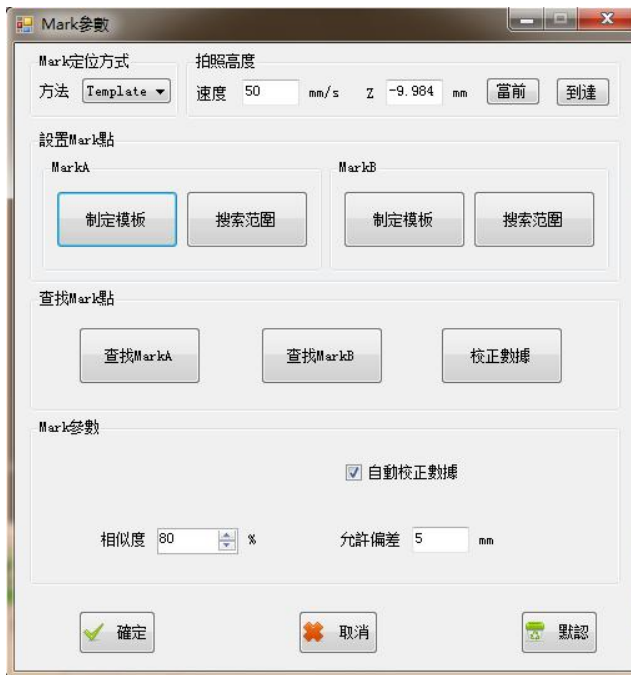 Mark參數
Mark定位方式
拍照高度
方法 Template
速度 50 mm/s Z -9.984 mm 當前 到達
設置Mark點
MarkA
MarkB
制定模板 搜索范圍 制定模板 搜索范圍
查找Mark點
查找MarkA 查找MarkB 校正數據
Mark參數
自動校正數據
相似度 80 % 允許偏差 5 mm
確定 取消 默認